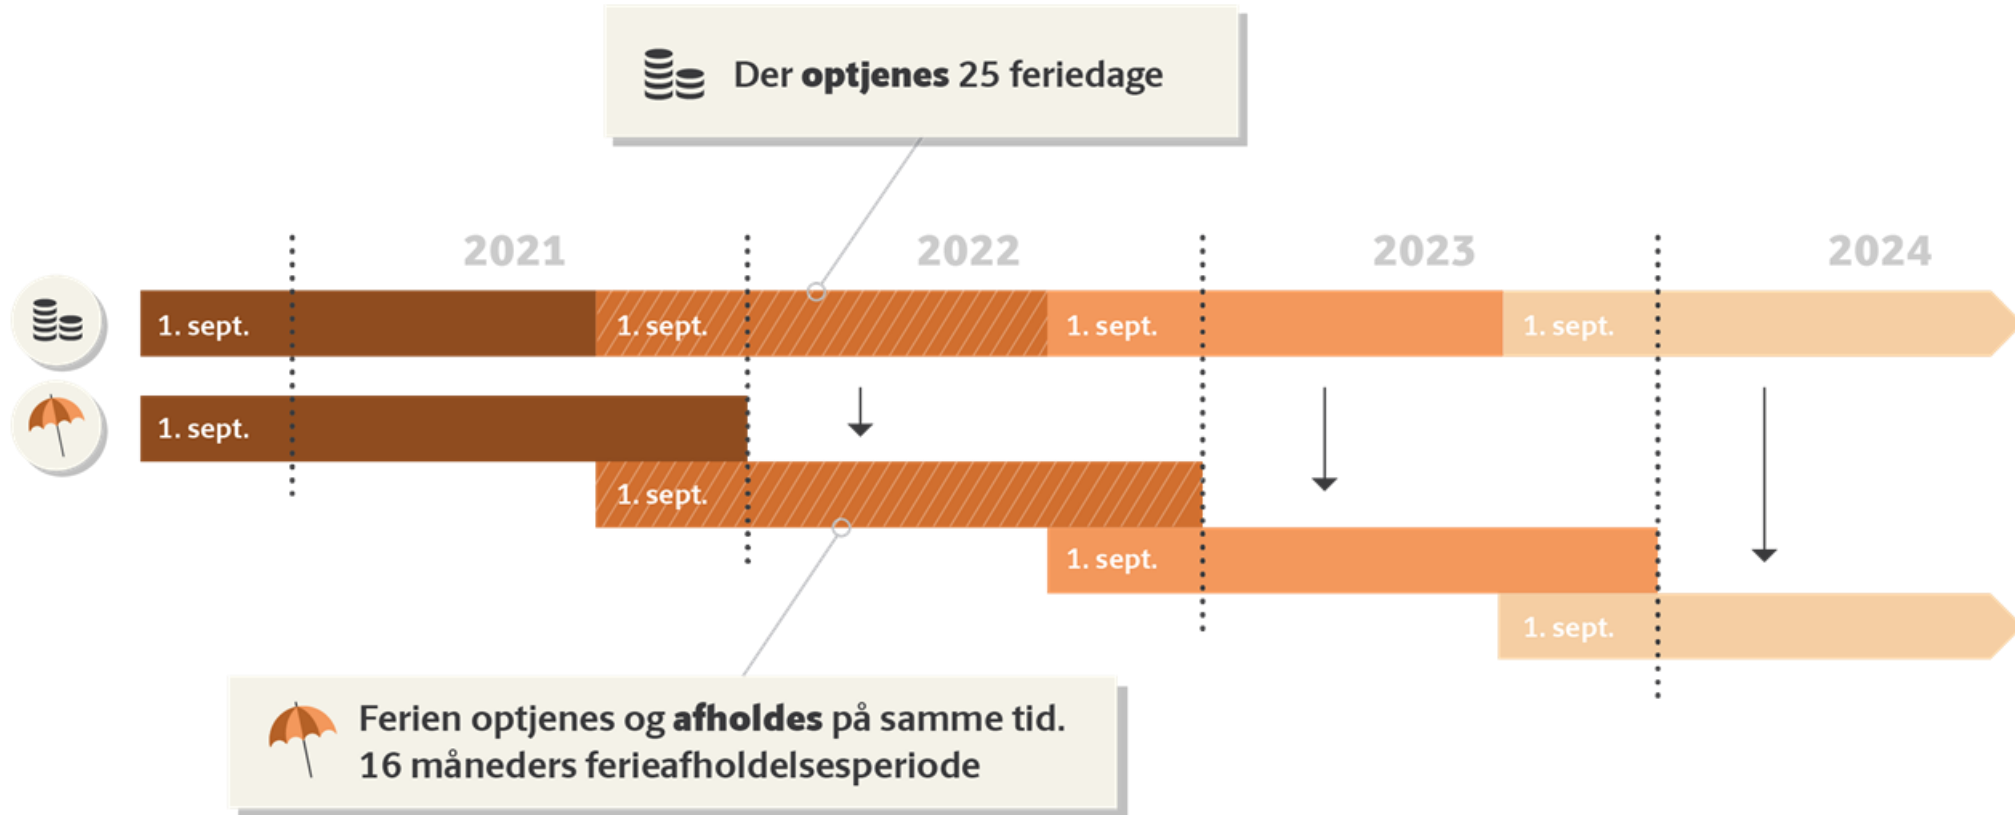 Der optjenes 25 feriedage
2021 2022 2023 2024
1. sept. 1. sept. 1. sept. 1. sept.
1. sept.
1. sept.
1. sept.
1. sept.
Ferien optjenes og afholdes på samme tid.
16 måneders ferieafholdelsesperiode